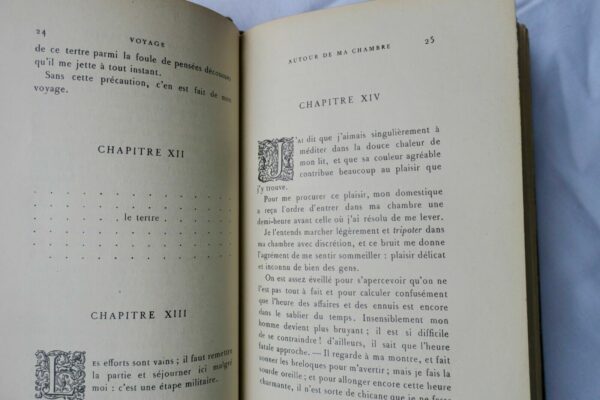 24
VOYAGE
de ce tertre parmi la foule de pensées décousues
qu'il me jette à tout instant.
Sans cette précaution, c'en est fait de mon
voyage.
CHAPITRE XII
. . . . . . . . . . . . . .
. . . . . . . . . . . . . .
. . . . . . le tertre . . . . .
. . . . . . . . . . . . . .
. . . . . . . . . . . . . .
CHAPITRE XIII
LES efforts sont vains ; il faut remettre
la partie et séjourner ici malgré
moi : c'est une étape militaire.
AUTOUR DE MA CHAMBRE
25
CHAPITRE XIV
J'AI dit que j'aimais singulièrement à
méditer dans la douce chaleur de
mon lit, et que sa couleur agréable
contribue beaucoup au plaisir que
j'y trouve.
Pour me procurer ce plaisir, mon domestique
a reçu l'ordre d'entrer dans ma chambre une
demi-heure avant celle où j'ai résolu de me lever.
Je l'entends marcher légèrement et tripoter dans
ma chambre avec discrétion, et ce bruit me donne
l'agrément de me sentir sommeiller : plaisir délicat
et inconnu de bien des gens.
On est assez éveillé pour s'apercevoir qu'on ne
l'est pas tout à fait et pour calculer confusément
que l'heure des affaires et des ennuis est encore
dans le sablier du temps. Insensiblement mon
homme devient plus bruyant ; il est si difficile
de se contraindre ! d'ailleurs, il sait que l'heure
fatale approche. — Il regarde à ma montre, et fait
sonner les breloques pour m'avertir ; mais je fais la
sourde oreille ; et pour allonger encore cette heure
charmante, il n'est sorte de chicane que je ne